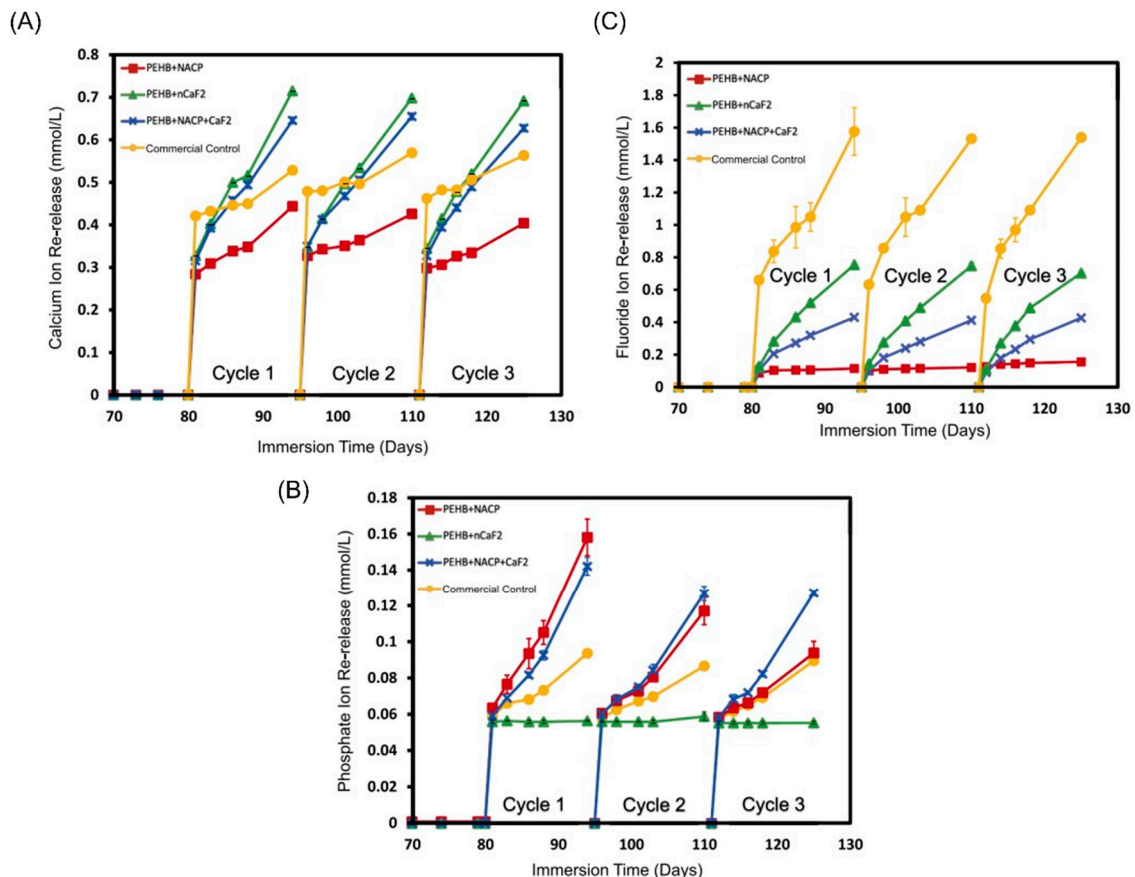 (A)
Calcium Ion Re-release (mmol/L)
0.8
0.7
0.6
0.5
0.4
0.3
0.2
0.1
0
PEHB+NACP
PEHB+nCaF2
PEHB+NACP+CaF2
Commercial Control
Cycle 1
Cycle 2
Cycle 3
70 80 90 100 110 120 130
Immersion Time (Days)
(C)
Fluoride Ion Re-release (mmol/L)
2
1.8
1.6
1.4
1.2
1
0.8
0.6
0.4
0.2
0
PEHB+NACP
PEHB+nCaF2
PEHB+NACP+CaF2
Commercial Control
Cycle 1
Cycle 2
Cycle 3
70 80 90 100 110 120 130
Immersion Time (Days)
(B)
Phosphate Ion Re-release (mmol/L)
0.18
0.16
0.14
0.12
0.1
0.08
0.06
0.04
0.02
0
PEHB+NACP
PEHB+nCaF2
PEHB+NACP+CaF2
Commercial Control
Cycle 1
Cycle 2
Cycle 3
70 80 90 100 110 120 130
Immersion Time (Days)